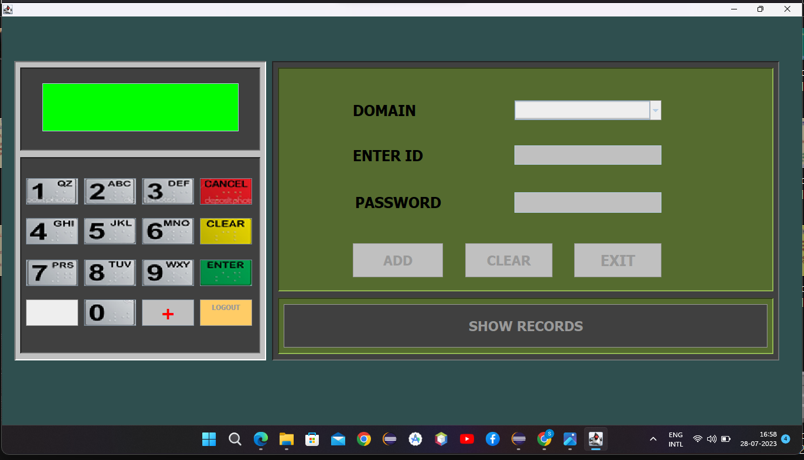 1 QZ
2 ABC
3 DEF
CANCEL
depositphotos
4 GHI
5 JKL
6 MNO
CLEAR
7 PRS
8 TUV
9 WXY
ENTER
0
+
LOGOUT
DOMAIN
ENTER ID
PASSWORD
ADD
CLEAR
EXIT
SHOW RECORDS
ENG
INTL
16:58
28-07-2023
4